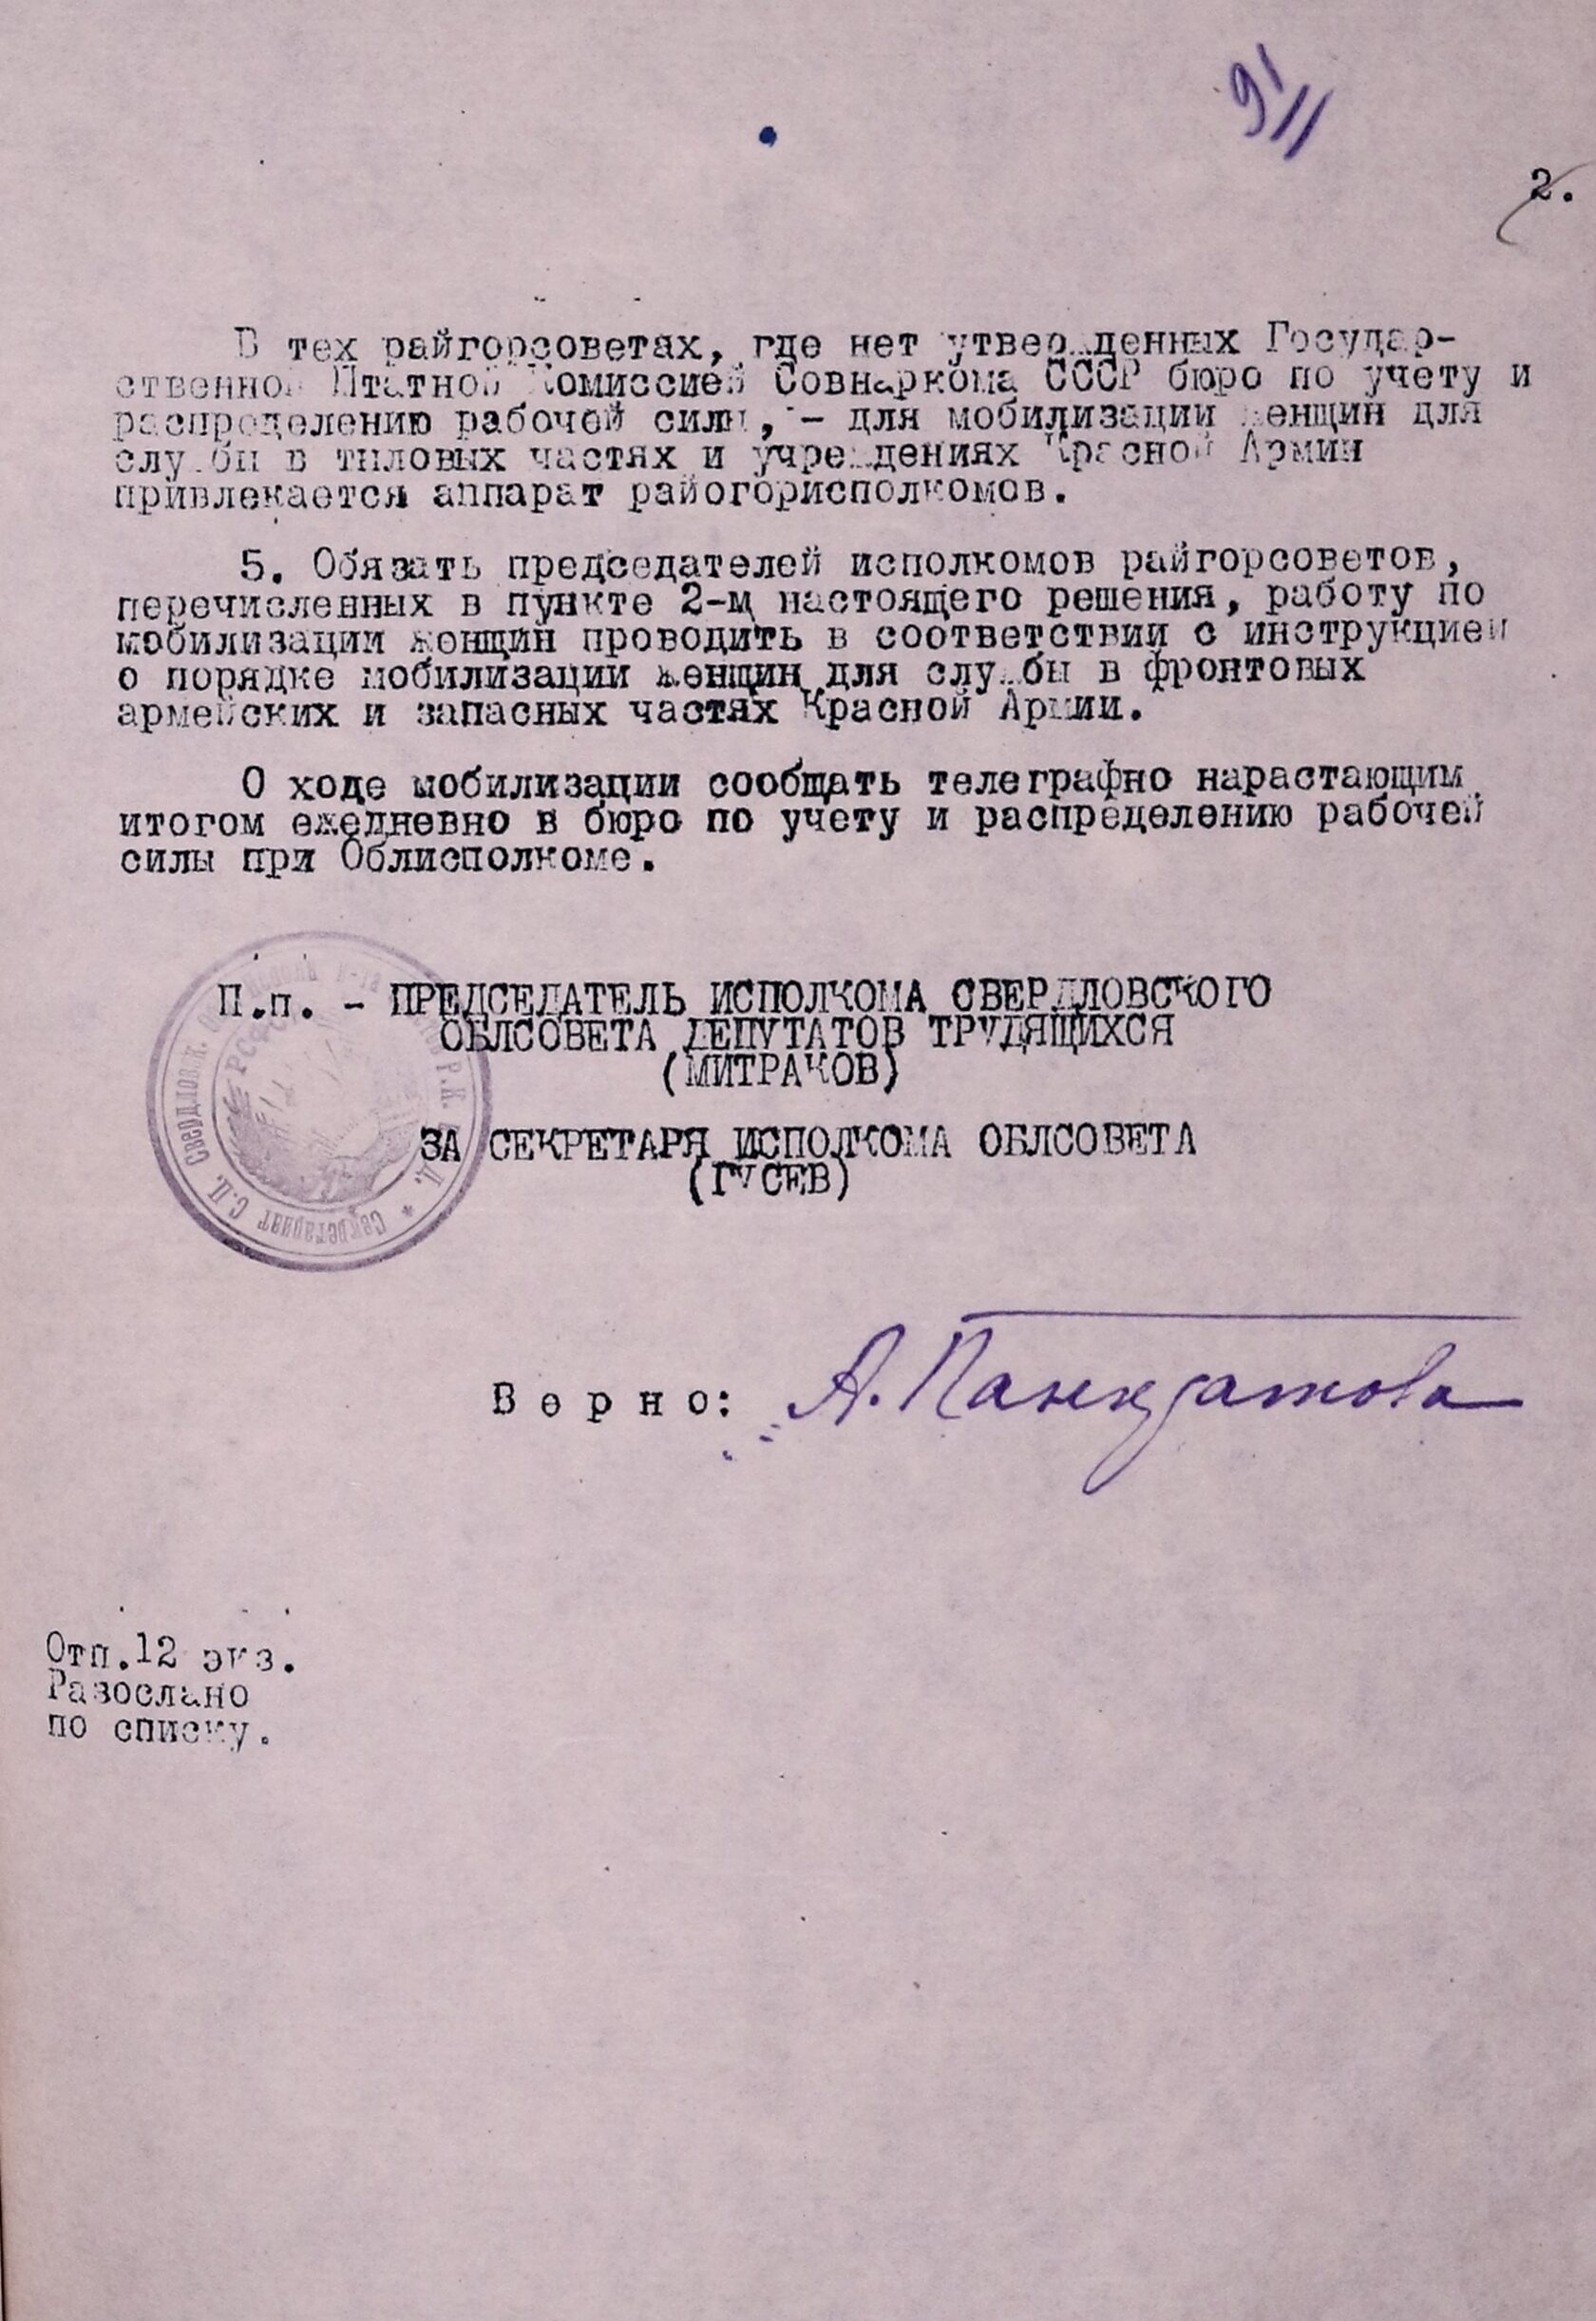 91
2.
В тех райгорсоветах, где нет утвержденных Государ-
ственной Штатной Комиссией Совнаркома СССР бюро по учету и
распределению рабочей силы, - для мобилизации женщин для
службы в тыловых частях и учреждениях Красной Армии
привлекается аппарат райогорисполкомов.
5. Обязать председателей исполкомов райгорсоветов,
перечисленных в пункте 2-м настоящего решения, работу по
мобилизации женщин проводить в соответствии с инструкцией
о порядке мобилизации женщин для службы в фронтовых
армейских и запасных частях Красной Армии.
О ходе мобилизации сообщать телеграфно нарастающим
итогом ежедневно в бюро по учету и распределению рабочей
силы при Облисполкоме.
П.п. - ПРЕДСЕДАТЕЛЬ ИСПОЛКОМА СВЕРДЛОВСКОГО
ОБЛСОВЕТА ДЕПУТАТОВ ТРУДЯЩИХСЯ
(МИТРАКОВ)
ЗА СЕКРЕТАРЯ ИСПОЛКОМА ОБЛСОВЕТА
(ГУСЕВ)
Секретариат С.П. Свердловск.
Верно: А. Панкратова
Отп.12 экз.
Разослано
по списку.